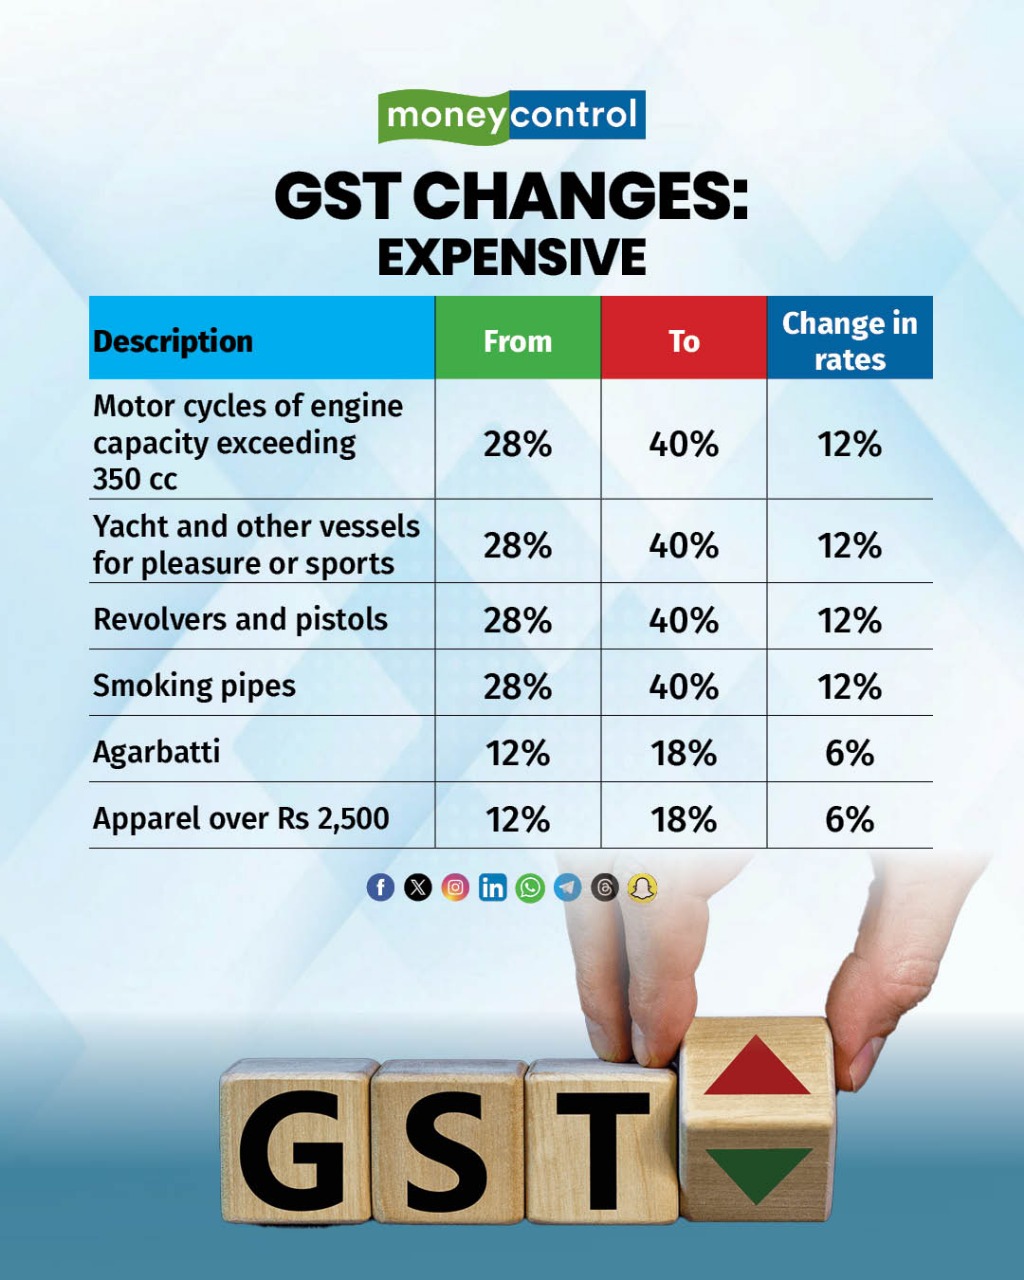 moneycontrol
GST CHANGES:
EXPENSIVE
Description From To Change in
rates
Motor cycles of engine
capacity exceeding
350 cc 28% 40% 12%
Yacht and other vessels
for pleasure or sports 28% 40% 12%
Revolvers and pistols 28% 40% 12%
Smoking pipes 28% 40% 12%
Agarbatti 12% 18% 6%
Apparel over Rs 2,500 12% 18% 6%
GST